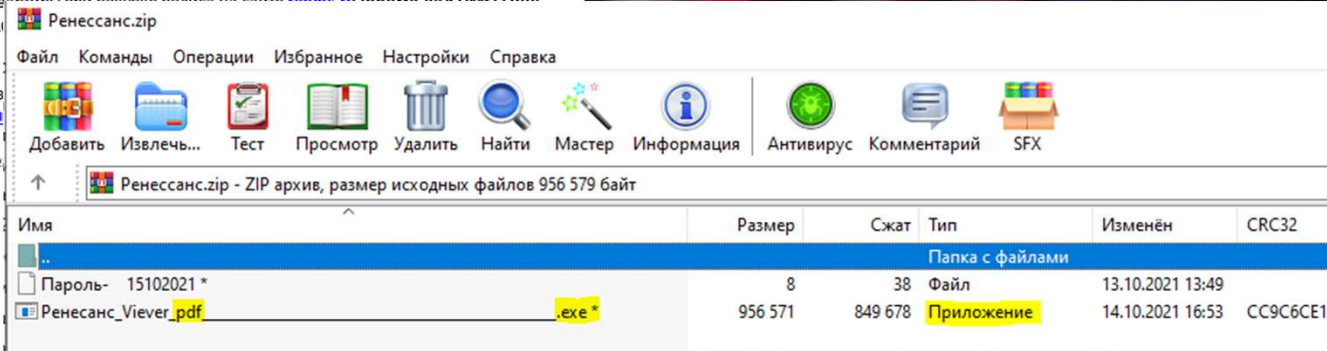 Ренессанс.zip
Файл Команды Операции Избранное Настройки Справка
Добавить Извлечь... Тест Просмотр Удалить Найти Мастер Информация Антивирус Комментарий SFX
Ренессанс.zip - ZIP архив, размер исходных файлов 956 579 байт
Имя Размер Сжат Тип Изменён CRC32
.. Папка с файлами
Пароль- 15102021 * 8 38 Файл 13.10.2021 13:49
Ренесанс_Viever_pdf____________________________________________.exe * 956 571 849 678 Приложение 14.10.2021 16:53 CC9C6CE1